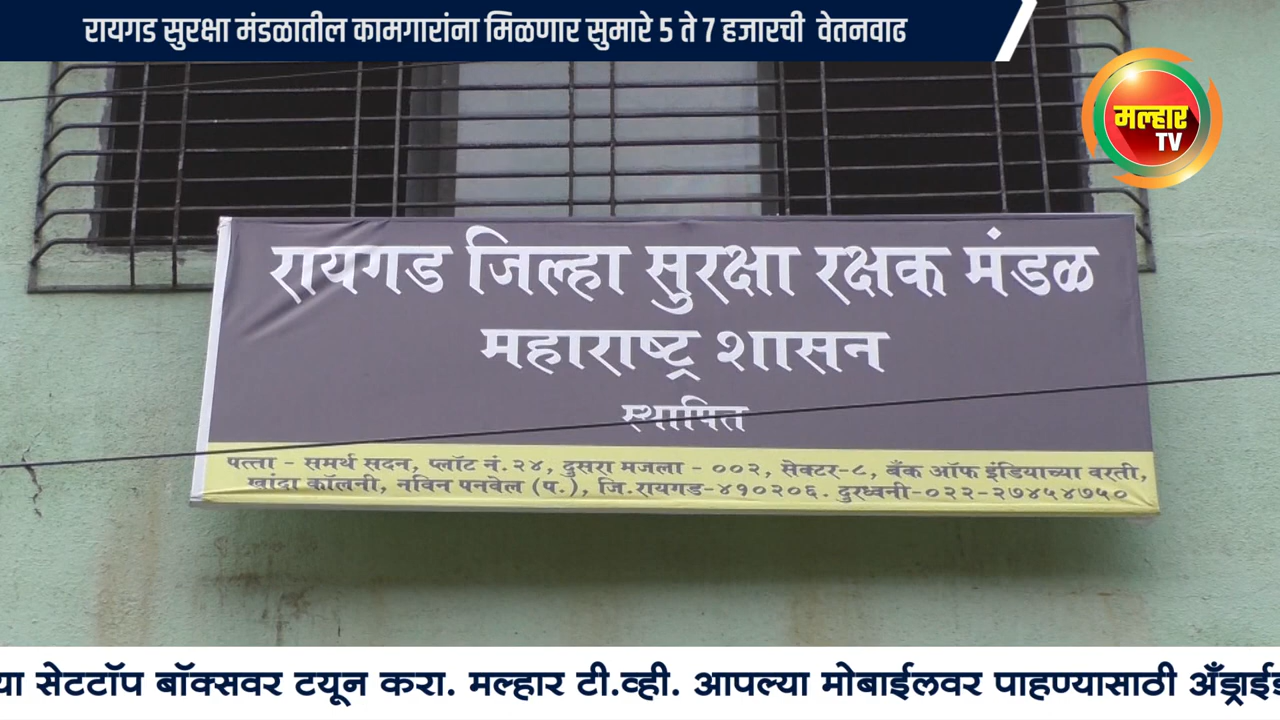 रायगड सुरक्षा मंडळातील कामगारांना मिळणार सुमारे 5 ते 7 हजारची वेतनवाढ
मल्हार
TV
रायगड जिल्हा सुरक्षा रक्षक मंडळ
महाराष्ट्र शासन
स्थापित
पत्ता - समर्थ सदन, प्लॉट नं.२४, दुसरा मजला - ००२, सेक्टर-८, बँक ऑफ इंडियाच्या वरती,
खांदा कॉलनी, नविन पनवेल (प.), जि.रायगड-४१०२०६. दुरध्वनी-०२२-२७४५४७५०
या सेटटॉप बॉक्सवर टयून करा. मल्हार टी.व्ही. आपल्या मोबाईलवर पाहण्यासाठी अँड्राईड